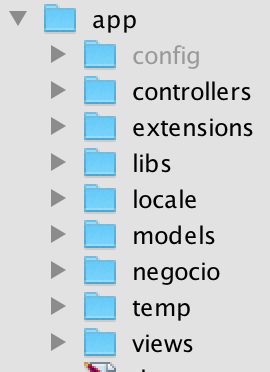 app
config
controllers
extensions
libs
locale
models
negocio
temp
views